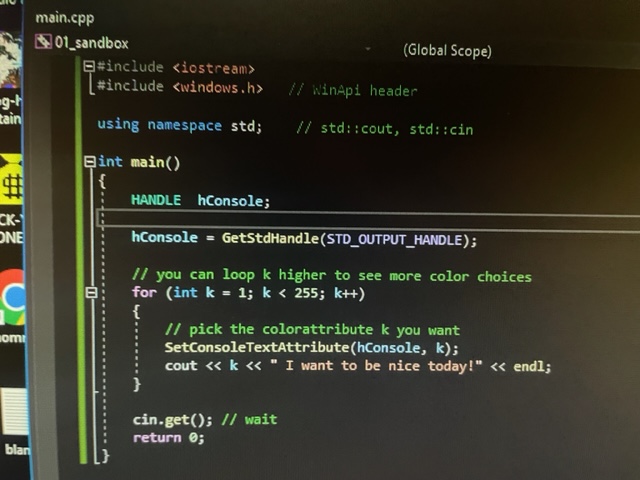 main.cpp
01_sandbox
(Global Scope)
#include <iostream>
#include <windows.h> // WinApi header
using namespace std; // std::cout, std::cin
int main()
{
HANDLE hConsole;
hConsole = GetStdHandle(STD_OUTPUT_HANDLE);
// you can loop k higher to see more color choices
for (int k = 1; k < 255; k++)
{
// pick the colorattribute k you want
SetConsoleTextAttribute(hConsole, k);
cout << k << " I want to be nice today!" << endl;
}
cin.get(); // wait
return 0;
}